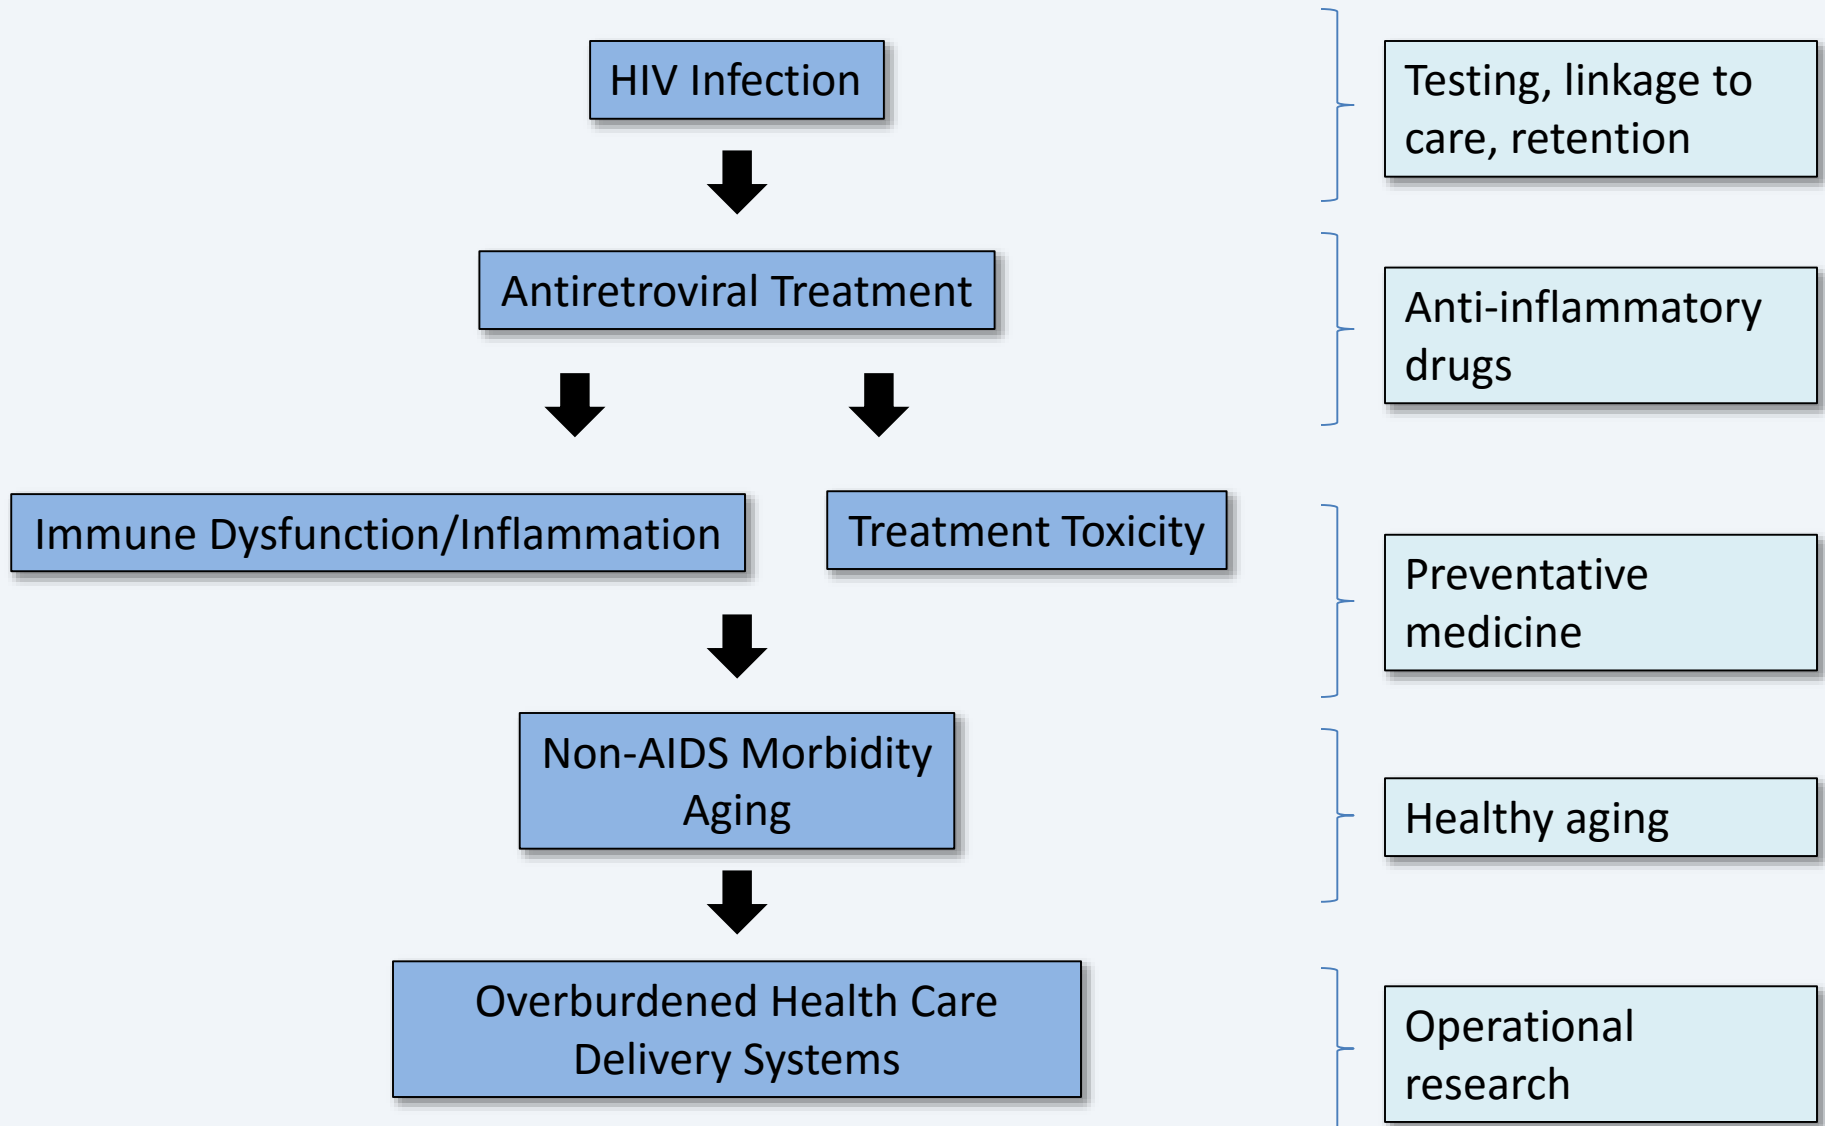 HIV Infection
Testing, linkage to
care, retention
Antiretroviral Treatment
Anti-inflammatory
drugs
Immune Dysfunction/Inflammation
Treatment Toxicity
Preventative
medicine
Non-AIDS Morbidity
Aging
Healthy aging
Overburdened Health Care
Delivery Systems
Operational
research